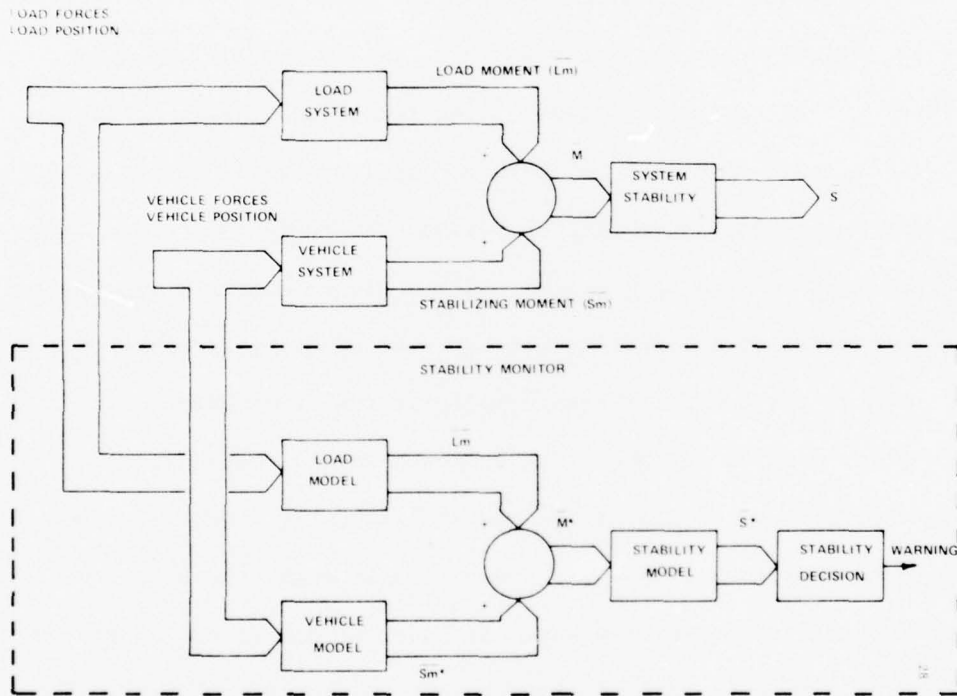 LOAD FORCES
LOAD POSITION
LOAD MOMENT (Lm)
LOAD
SYSTEM
M
SYSTEM
STABILITY
S
VEHICLE FORCES
VEHICLE POSITION
VEHICLE
SYSTEM
STABILIZING MOMENT (Sm)
STABILITY MONITOR
Lm
LOAD
MODEL
M*
S*
STABILITY
MODEL
STABILITY
DECISION
WARNING
VEHICLE
MODEL
Sm*
28